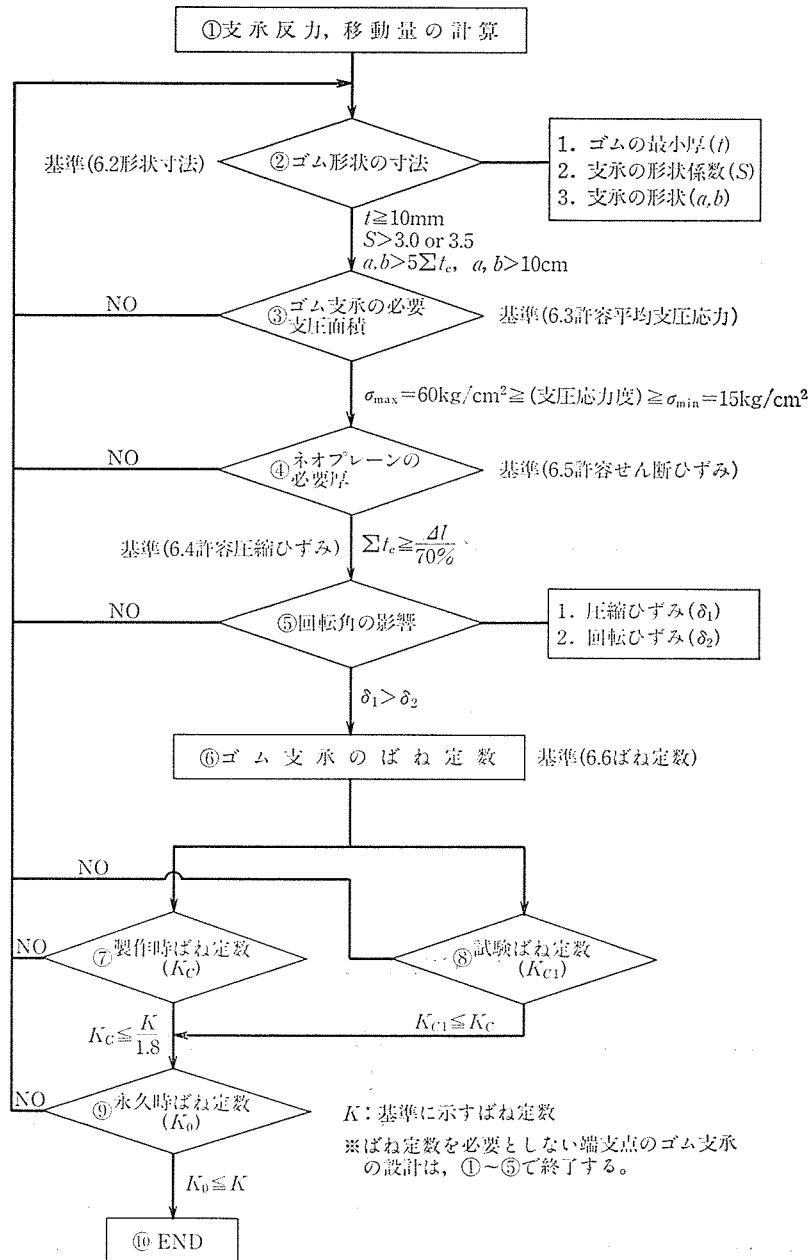 ①支承反力，移動量の計算
基準(6.2形状寸法)
②ゴム形状の寸法
1．ゴムの最小厚(t)
2．支承の形状係数(S)
3．支承の形状(a,b)
t≧10mm
S>3.0 or 3.5
a,b>5∑tₑ，a, b>10cm
NO
③ゴム支承の必要
支圧面積
基準(6.3許容平均支圧応力)
σmax=60kg/cm²≧(支圧応力度)≧σmin=15kg/cm²
NO
④ネオプレーンの
必要厚
基準(6.5許容せん断ひずみ)
基準(6.4許容圧縮ひずみ)
∑tₑ≧Δl/70%
NO
⑤回転角の影響
1．圧縮ひずみ(δ₁)
2．回転ひずみ(δ₂)
δ₁>δ₂
⑥ゴム支承のばね定数
基準(6.6ばね定数)
NO
NO
⑦製作時ばね定数
(K_C)
⑧試験ばね定数
(K_C1)
K_C≦K/1.8
K_C1≦K_C
NO
⑨永久時ばね定数
(K₀)
K：基準に示すばね定数
※ばね定数を必要としない端支点のゴム支承
の設計は，①～⑤で終了する。
K₀≦K
⑩END